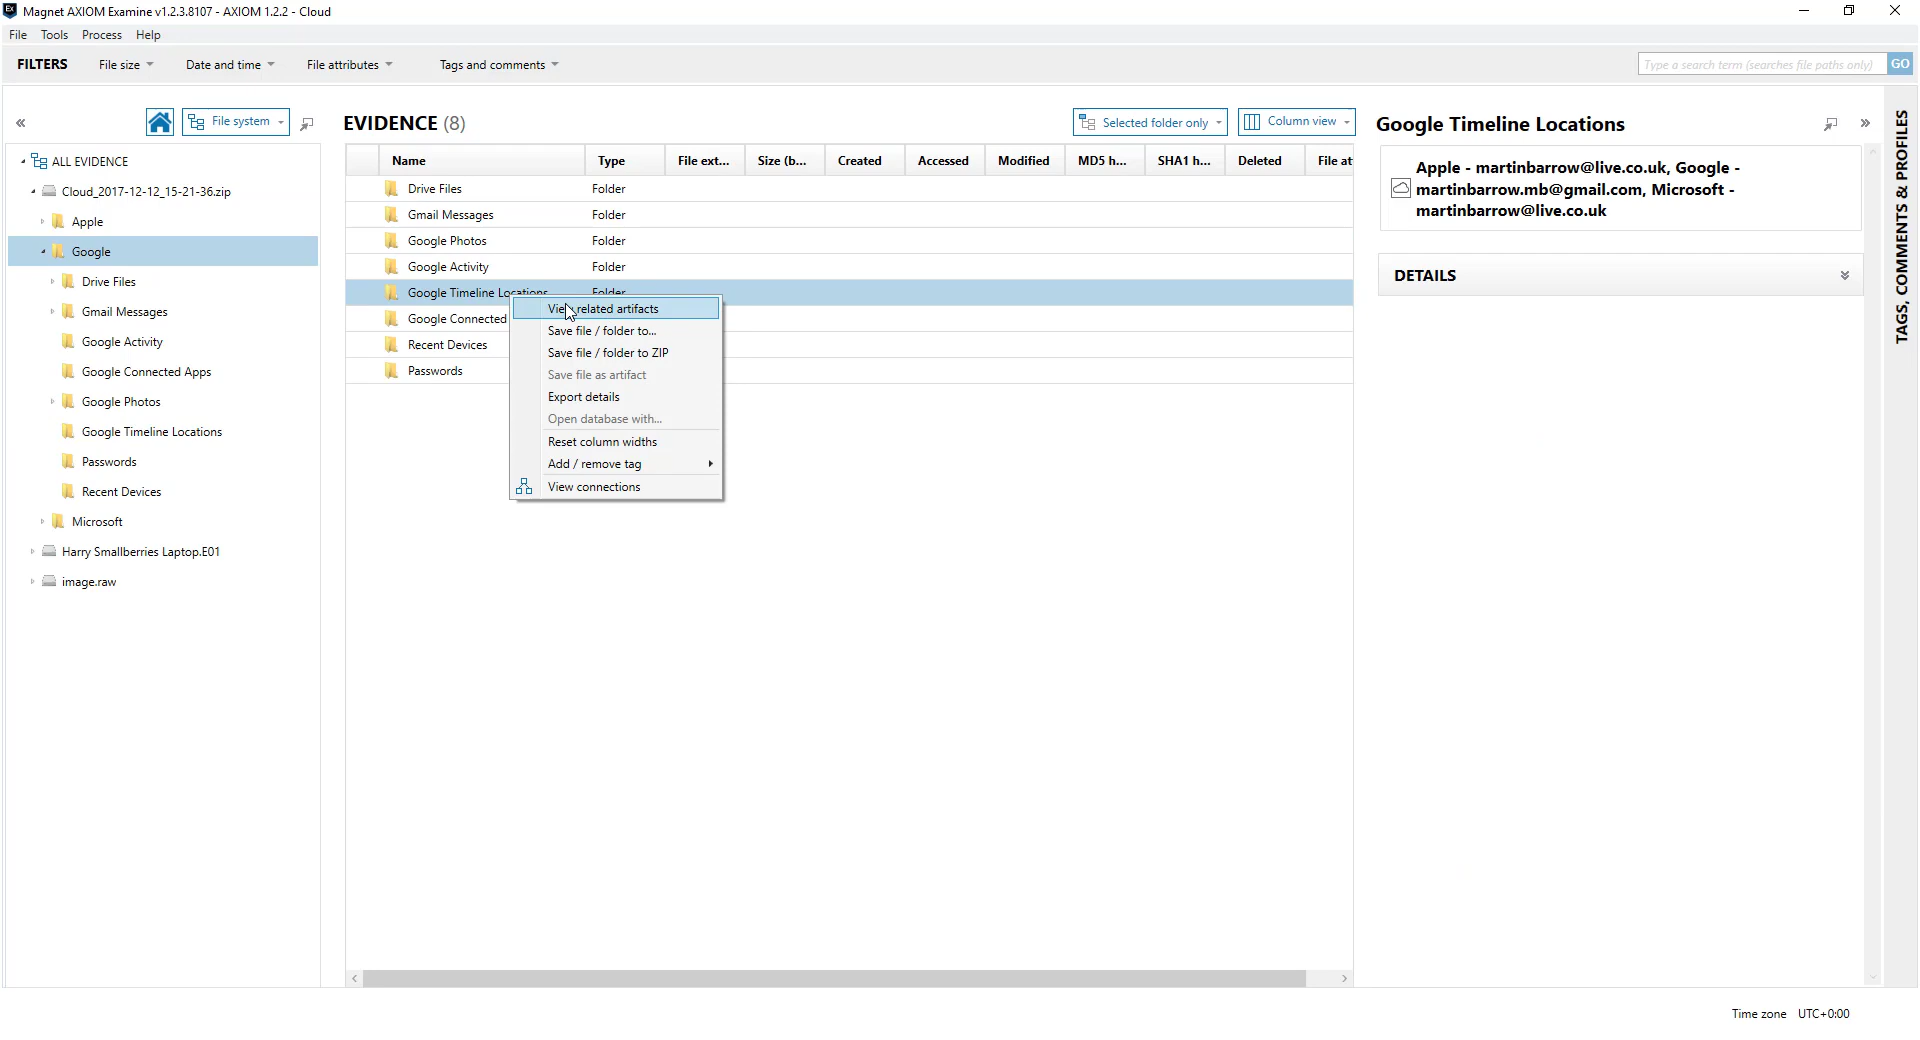 Magnet AXIOM Examine v1.2.3.8107 - AXIOM 1.2.2 - Cloud
File Tools Process Help
FILTERS File size Date and time File attributes Tags and comments Type a search term (searches file paths only) GO
File system
ALL EVIDENCE
Cloud_2017-12-12_15-21-36.zip
Apple
Google
Drive Files
Gmail Messages
Google Activity
Google Connected Apps
Google Photos
Google Timeline Locations
Passwords
Recent Devices
Microsoft
Harry Smallberries Laptop.E01
image.raw
EVIDENCE (8) Selected folder only Column view
Name Type File ext... Size (b... Created Accessed Modified MD5 h... SHA1 h... Deleted File at
Drive Files Folder
Gmail Messages Folder
Google Photos Folder
Google Activity Folder
Google Timeline Locations Folder
Google Connected
Recent Devices
Passwords
View related artifacts
Save file / folder to...
Save file / folder to ZIP
Save file as artifact
Export details
Open database with...
Reset column widths
Add / remove tag
View connections
Google Timeline Locations
Apple - martinbarrow@live.co.uk, Google -
martinbarrow.mb@gmail.com, Microsoft -
martinbarrow@live.co.uk
DETAILS
TAGS, COMMENTS & PROFILES
Time zone UTC+0:00